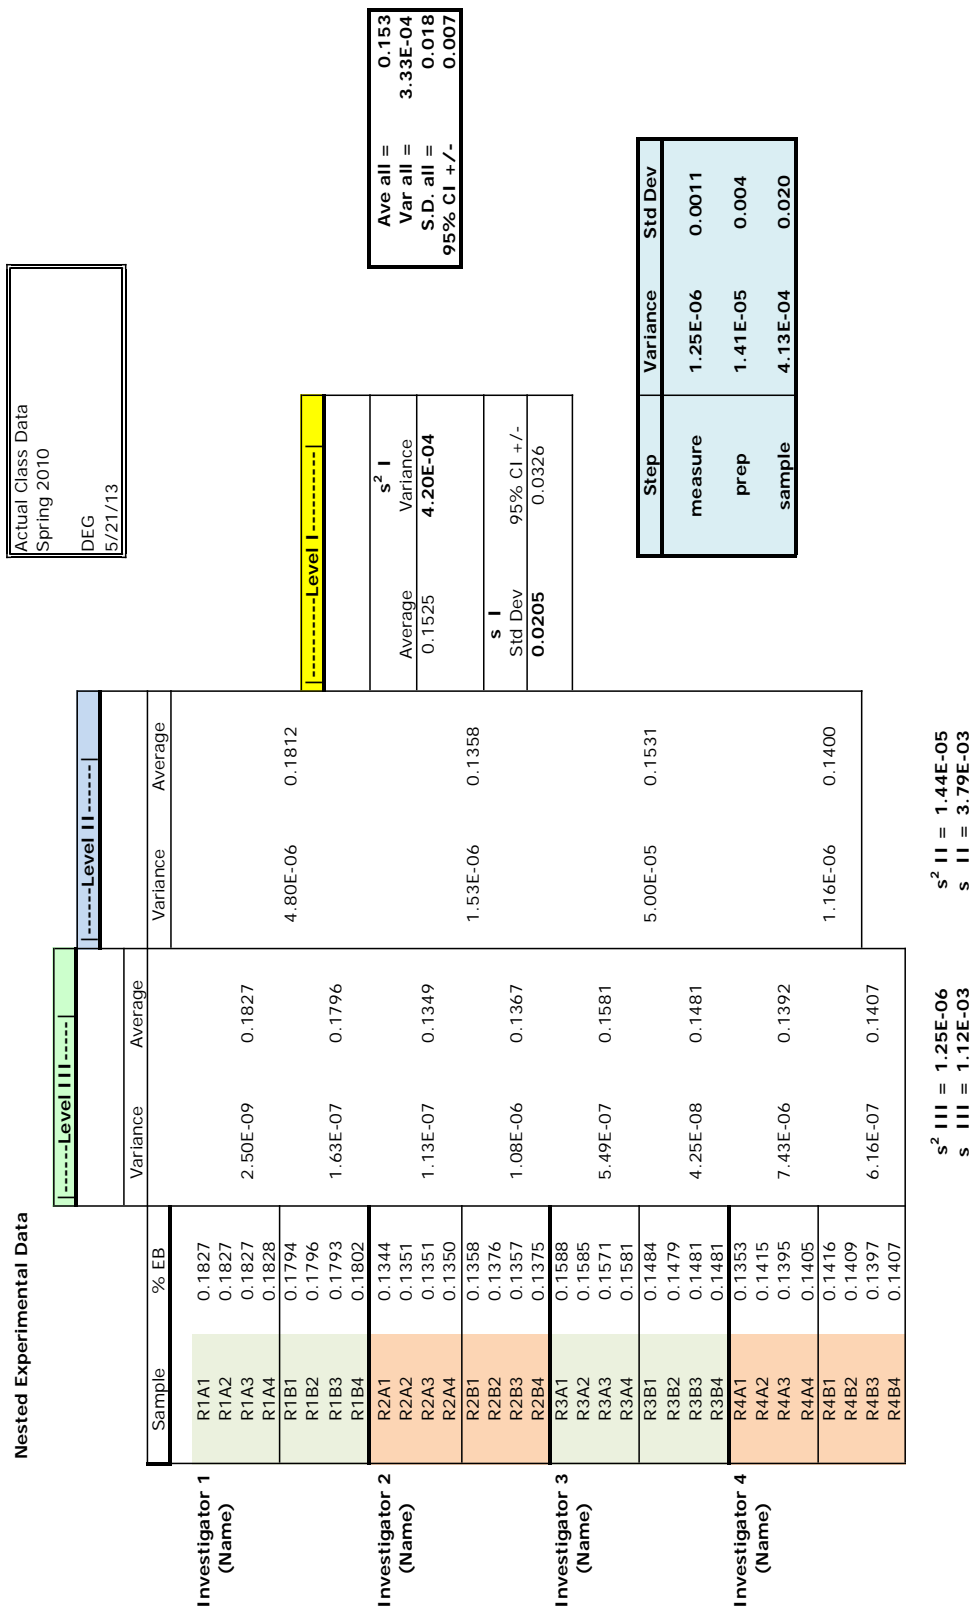 Nested Experimental Data
Actual Class Data
Spring 2010
DEG
5/21/13
|-----Level III-----|
|------Level II------|
Sample % EB Variance Average Variance Average
Investigator 1
(Name)
R1A1 0.1827
R1A2 0.1827
R1A3 0.1827 2.50E-09 0.1827
R1A4 0.1828
R1B1 0.1794 4.80E-06 0.1812
R1B2 0.1796
R1B3 0.1793 1.63E-07 0.1796
R1B4 0.1802
Investigator 2
(Name)
R2A1 0.1344
R2A2 0.1351
R2A3 0.1351 1.13E-07 0.1349
R2A4 0.1350
R2B1 0.1358 1.53E-06 0.1358
R2B2 0.1376
R2B3 0.1357 1.08E-06 0.1367
R2B4 0.1375
Investigator 3
(Name)
R3A1 0.1588
R3A2 0.1585
R3A3 0.1571 5.49E-07 0.1581
R3A4 0.1581
R3B1 0.1484 5.00E-05 0.1531
R3B2 0.1479
R3B3 0.1481 4.25E-08 0.1481
R3B4 0.1481
Investigator 4
(Name)
R4A1 0.1353
R4A2 0.1415
R4A3 0.1395 7.43E-06 0.1392
R4A4 0.1405
R4B1 0.1416 1.16E-06 0.1400
R4B2 0.1409
R4B3 0.1397 6.16E-07 0.1407
R4B4 0.1407
s² III = 1.25E-06 s² II = 1.44E-05
s III = 1.12E-03 s II = 3.79E-03
|-----------Level I-----------|
s² I
Average Variance
0.1525 4.20E-04
s I
Std Dev 95% CI +/-
0.0205 0.0326
Ave all = 0.153
Var all = 3.33E-04
S.D. all = 0.018
95% CI +/- 0.007
Step Variance Std Dev
measure 1.25E-06 0.0011
prep 1.41E-05 0.004
sample 4.13E-04 0.020